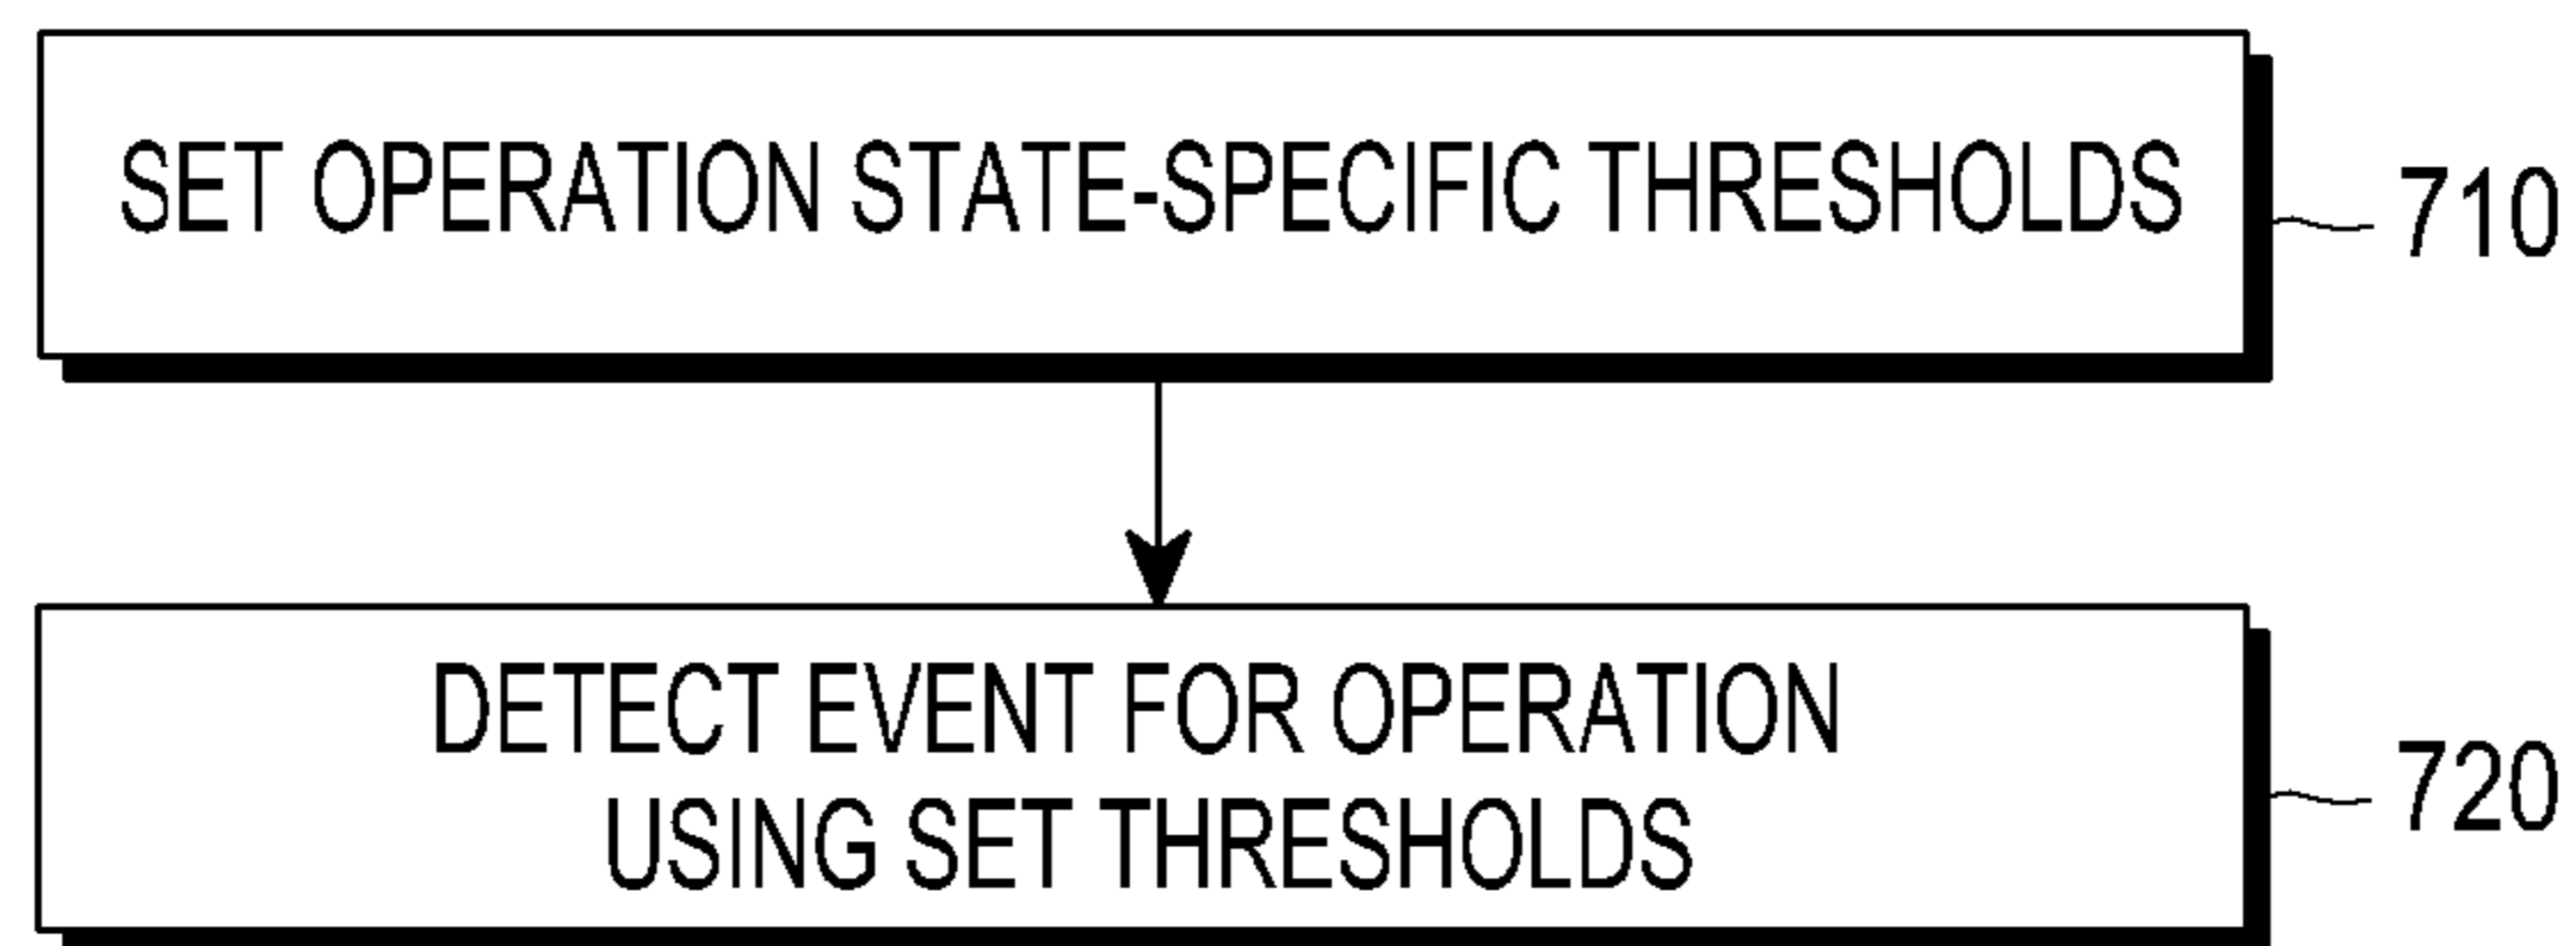 SET OPERATION STATE-SPECIFIC THRESHOLDS
710
DETECT EVENT FOR OPERATION
USING SET THRESHOLDS
720